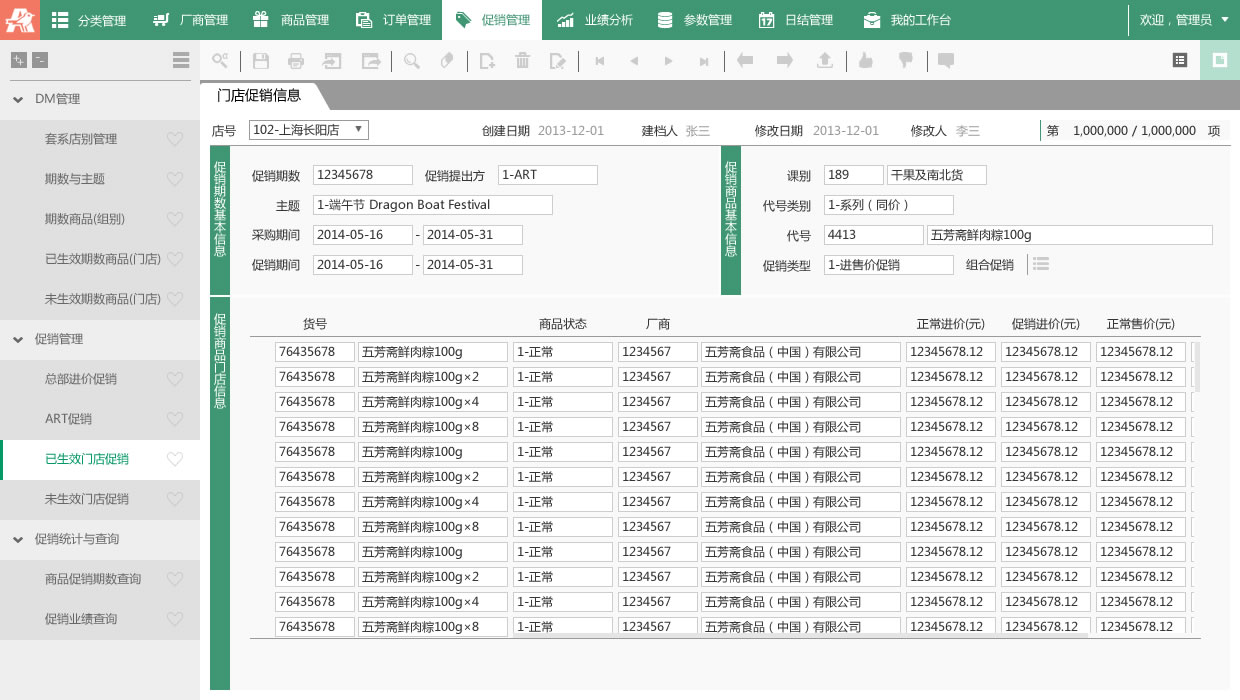 分类管理 厂商管理 商品管理 订单管理 促销管理 业绩分析 参数管理 日结管理 我的工作台 欢迎，管理员
DM管理
套系店别管理
期数与主题
期数商品(组别)
已生效期数商品(门店)
未生效期数商品(门店)
促销管理
总部进价促销
ART促销
已生效门店促销
未生效门店促销
促销统计与查询
商品促销期数查询
促销业绩查询
门店促销信息
店号 102-上海长阳店 创建日期 2013-12-01 建档人 张三 修改日期 2013-12-01 修改人 李三 第 1,000,000 / 1,000,000 项
促销期数基本信息
促销期数 12345678 促销提出方 1-ART
主题 1-端午节 Dragon Boat Festival
采购期间 2014-05-16 - 2014-05-31
促销期间 2014-05-16 - 2014-05-31
促销商品基本信息
课别 189 干果及南北货
代号类别 1-系列（同价）
代号 4413 五芳斋鲜肉粽100g
促销类型 1-进售价促销 组合促销
促销商品门店信息
货号 商品状态 厂商 正常进价(元) 促销进价(元) 正常售价(元)
76435678 五芳斋鲜肉粽100g 1-正常 1234567 五芳斋食品（中国）有限公司 12345678.12 12345678.12 12345678.12
76435678 五芳斋鲜肉粽100g×2 1-正常 1234567 五芳斋食品（中国）有限公司 12345678.12 12345678.12 12345678.12
76435678 五芳斋鲜肉粽100g×4 1-正常 1234567 五芳斋食品（中国）有限公司 12345678.12 12345678.12 12345678.12
76435678 五芳斋鲜肉粽100g×8 1-正常 1234567 五芳斋食品（中国）有限公司 12345678.12 12345678.12 12345678.12
76435678 五芳斋鲜肉粽100g 1-正常 1234567 五芳斋食品（中国）有限公司 12345678.12 12345678.12 12345678.12
76435678 五芳斋鲜肉粽100g×2 1-正常 1234567 五芳斋食品（中国）有限公司 12345678.12 12345678.12 12345678.12
76435678 五芳斋鲜肉粽100g×4 1-正常 1234567 五芳斋食品（中国）有限公司 12345678.12 12345678.12 12345678.12
76435678 五芳斋鲜肉粽100g×8 1-正常 1234567 五芳斋食品（中国）有限公司 12345678.12 12345678.12 12345678.12
76435678 五芳斋鲜肉粽100g 1-正常 1234567 五芳斋食品（中国）有限公司 12345678.12 12345678.12 12345678.12
76435678 五芳斋鲜肉粽100g×2 1-正常 1234567 五芳斋食品（中国）有限公司 12345678.12 12345678.12 12345678.12
76435678 五芳斋鲜肉粽100g×4 1-正常 1234567 五芳斋食品（中国）有限公司 12345678.12 12345678.12 12345678.12
76435678 五芳斋鲜肉粽100g×8 1-正常 1234567 五芳斋食品（中国）有限公司 12345678.12 12345678.12 12345678.12